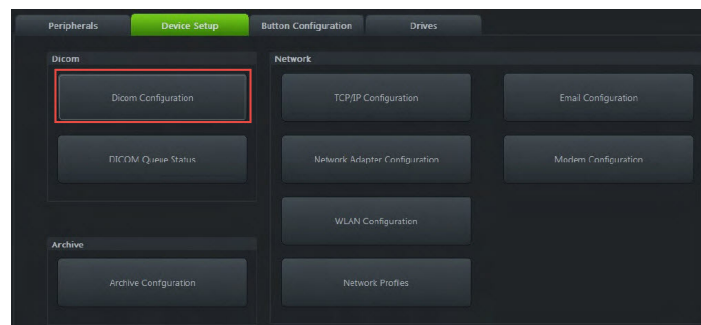 Peripherals
Device Setup
Button Configuration
Drives
Dicom
Dicom Configuration
DICOM Queue Status
Archive
Archive Configuration
Network
TCP/IP Configuration
Email Configuration
Network Adapter Configuration
Modem Configuration
WLAN Configuration
Network Profiles